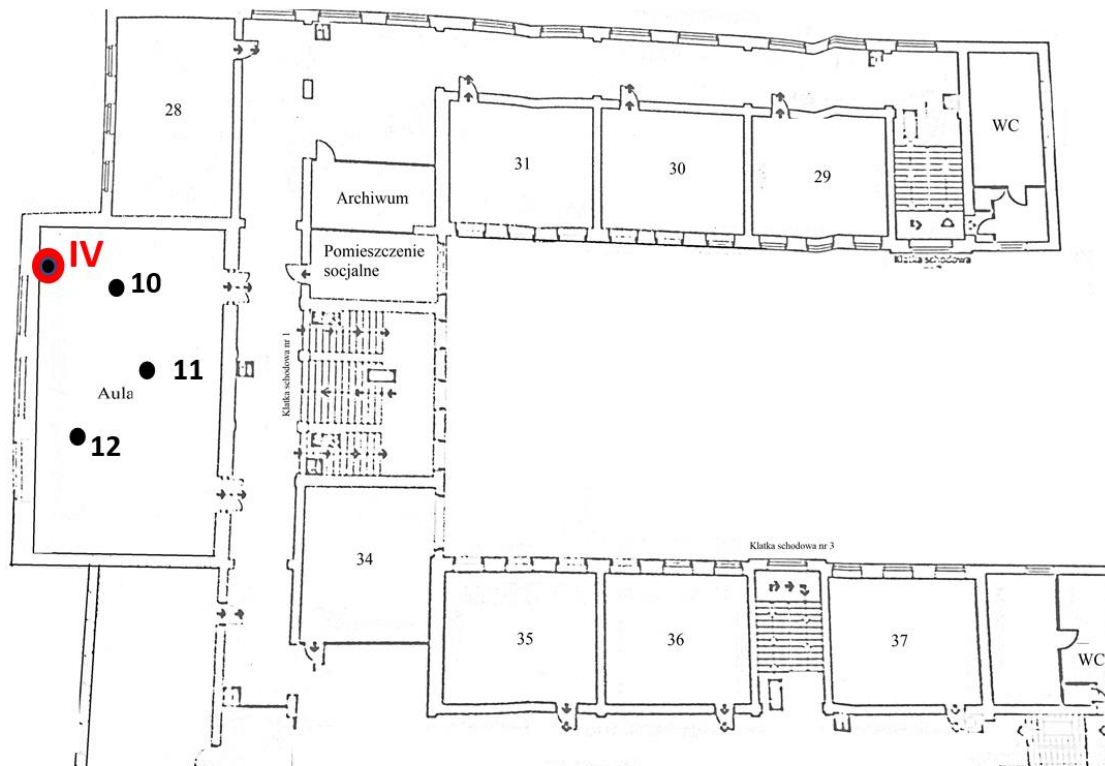 28
31
30
29
WC
Archiwum
Pomieszczenie
socjalne
Klatka schodowa
IV
10
11
Aula
12
Klatka schodowa nr 1
34
Klatka schodowa nr 3
35
36
37
WC